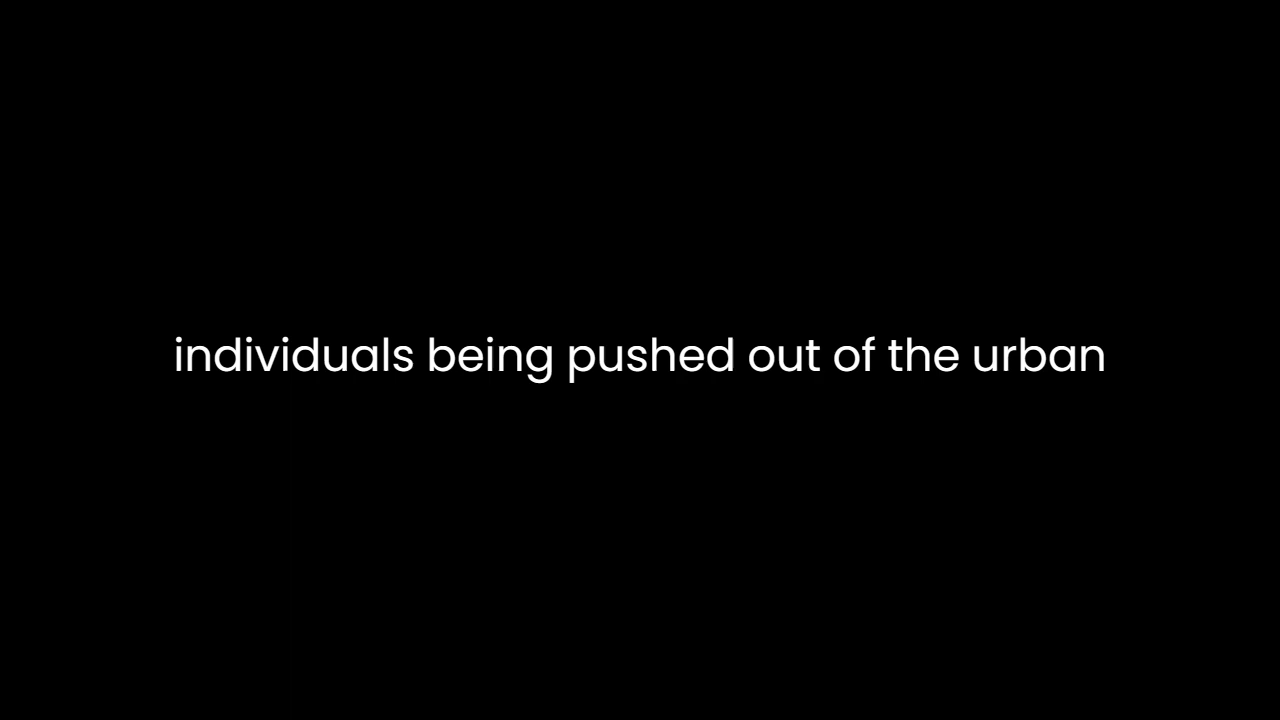 individuals being pushed out of the urban